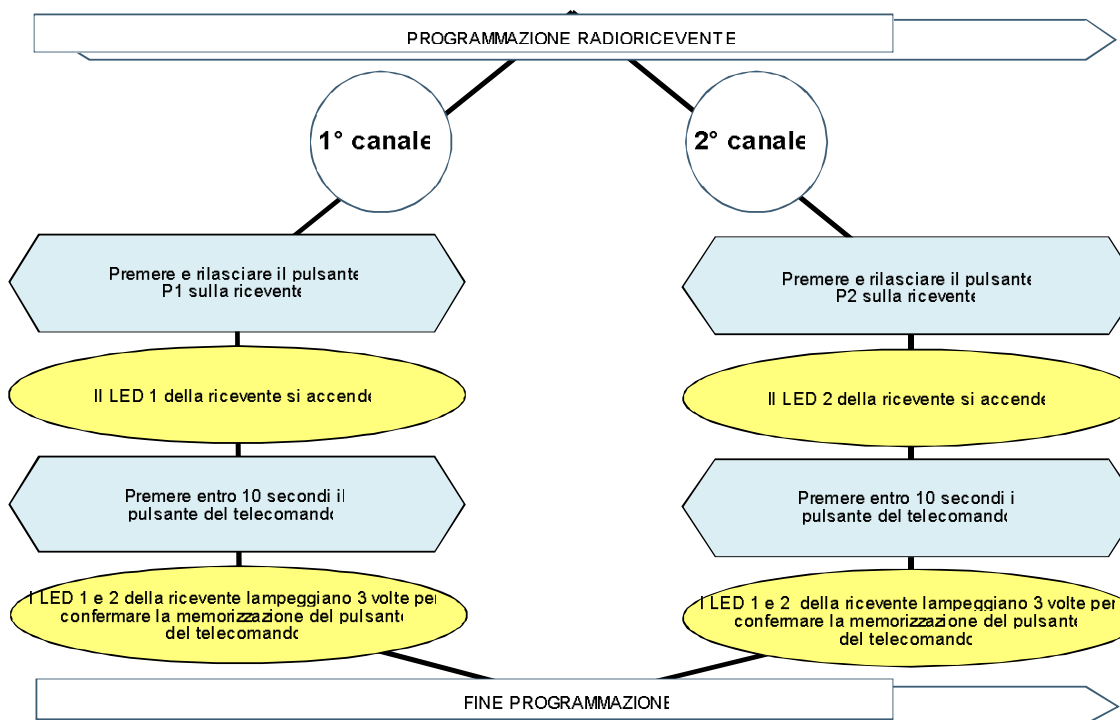 PROGRAMMAZIONE RADIORICEVENTE
1° canale
2° canale
Premere e rilasciare il pulsante
P1 sulla ricevente
Premere e rilasciare il pulsante
P2 sulla ricevente
Il LED 1 della ricevente si accende
Il LED 2 della ricevente si accende
Premere entro 10 secondi il
pulsante del telecomando
Premere entro 10 secondi i
pulsante del telecomando
I LED 1 e 2 della ricevente lampeggiano 3 volte per
confermare la memorizzazione del pulsante
del telecomando
I LED 1 e 2 della ricevente lampeggiano 3 volte per
confermare la memorizzazione del pulsante
del telecomando
FINE PROGRAMMAZIONE